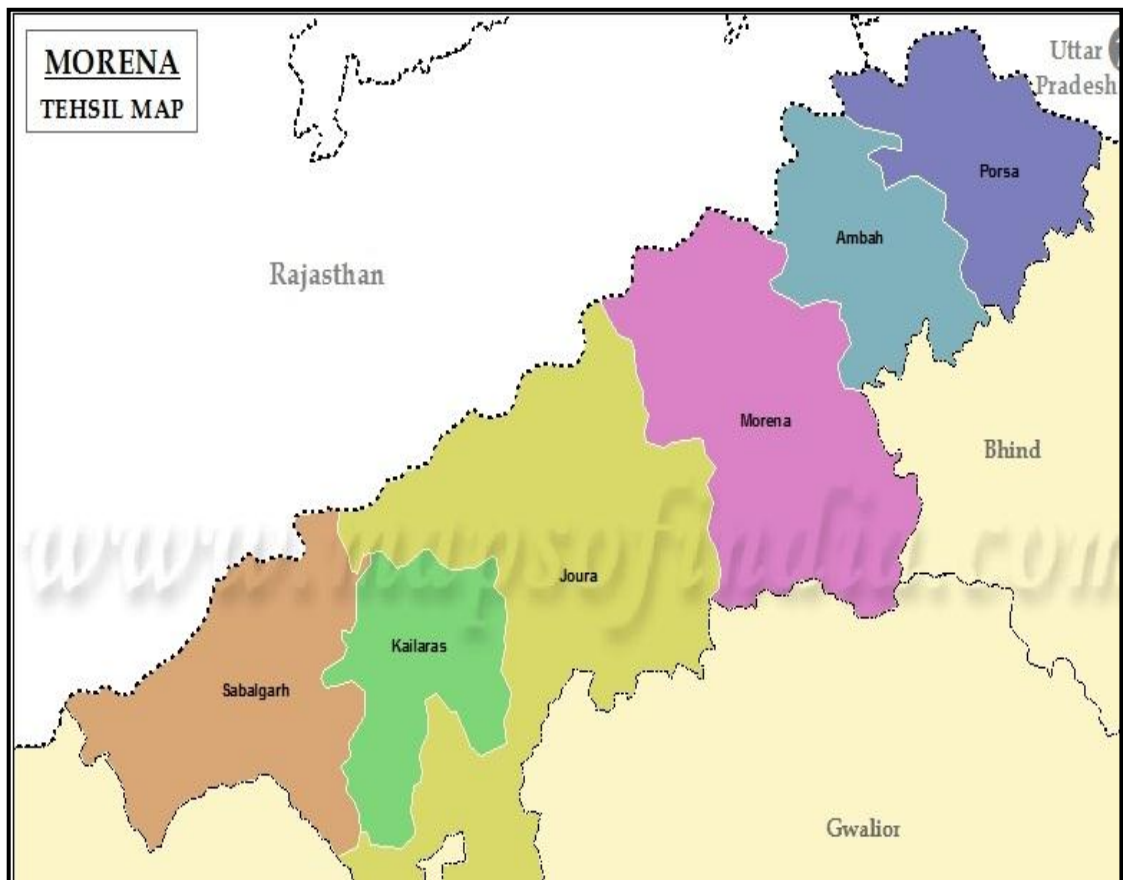 MORENA
TEHSIL MAP
Uttar
Pradesh
Porsa
Ambah
Rajasthan
Morena
Bhind
www.mapsofindia.com
Joura
Kailaras
Sabalgarh
Gwalior